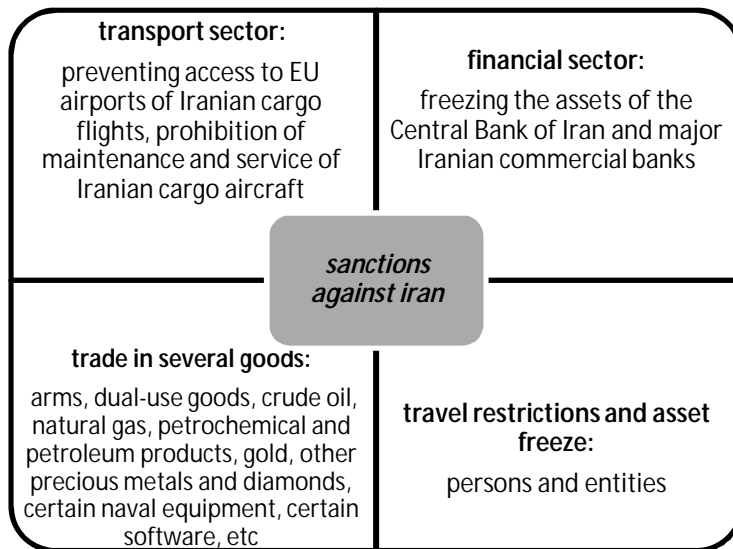 transport sector:
preventing access to EU
airports of Iranian cargo
flights, prohibition of
maintenance and service of
Iranian cargo aircraft
financial sector:
freezing the assets of the
Central Bank of Iran and major
Iranian commercial banks
sanctions
against iran
trade in several goods:
arms, dual-use goods, crude oil,
natural gas, petrochemical and
petroleum products, gold, other
precious metals and diamonds,
certain naval equipment, certain
software, etc
travel restrictions and asset
freeze:
persons and entities